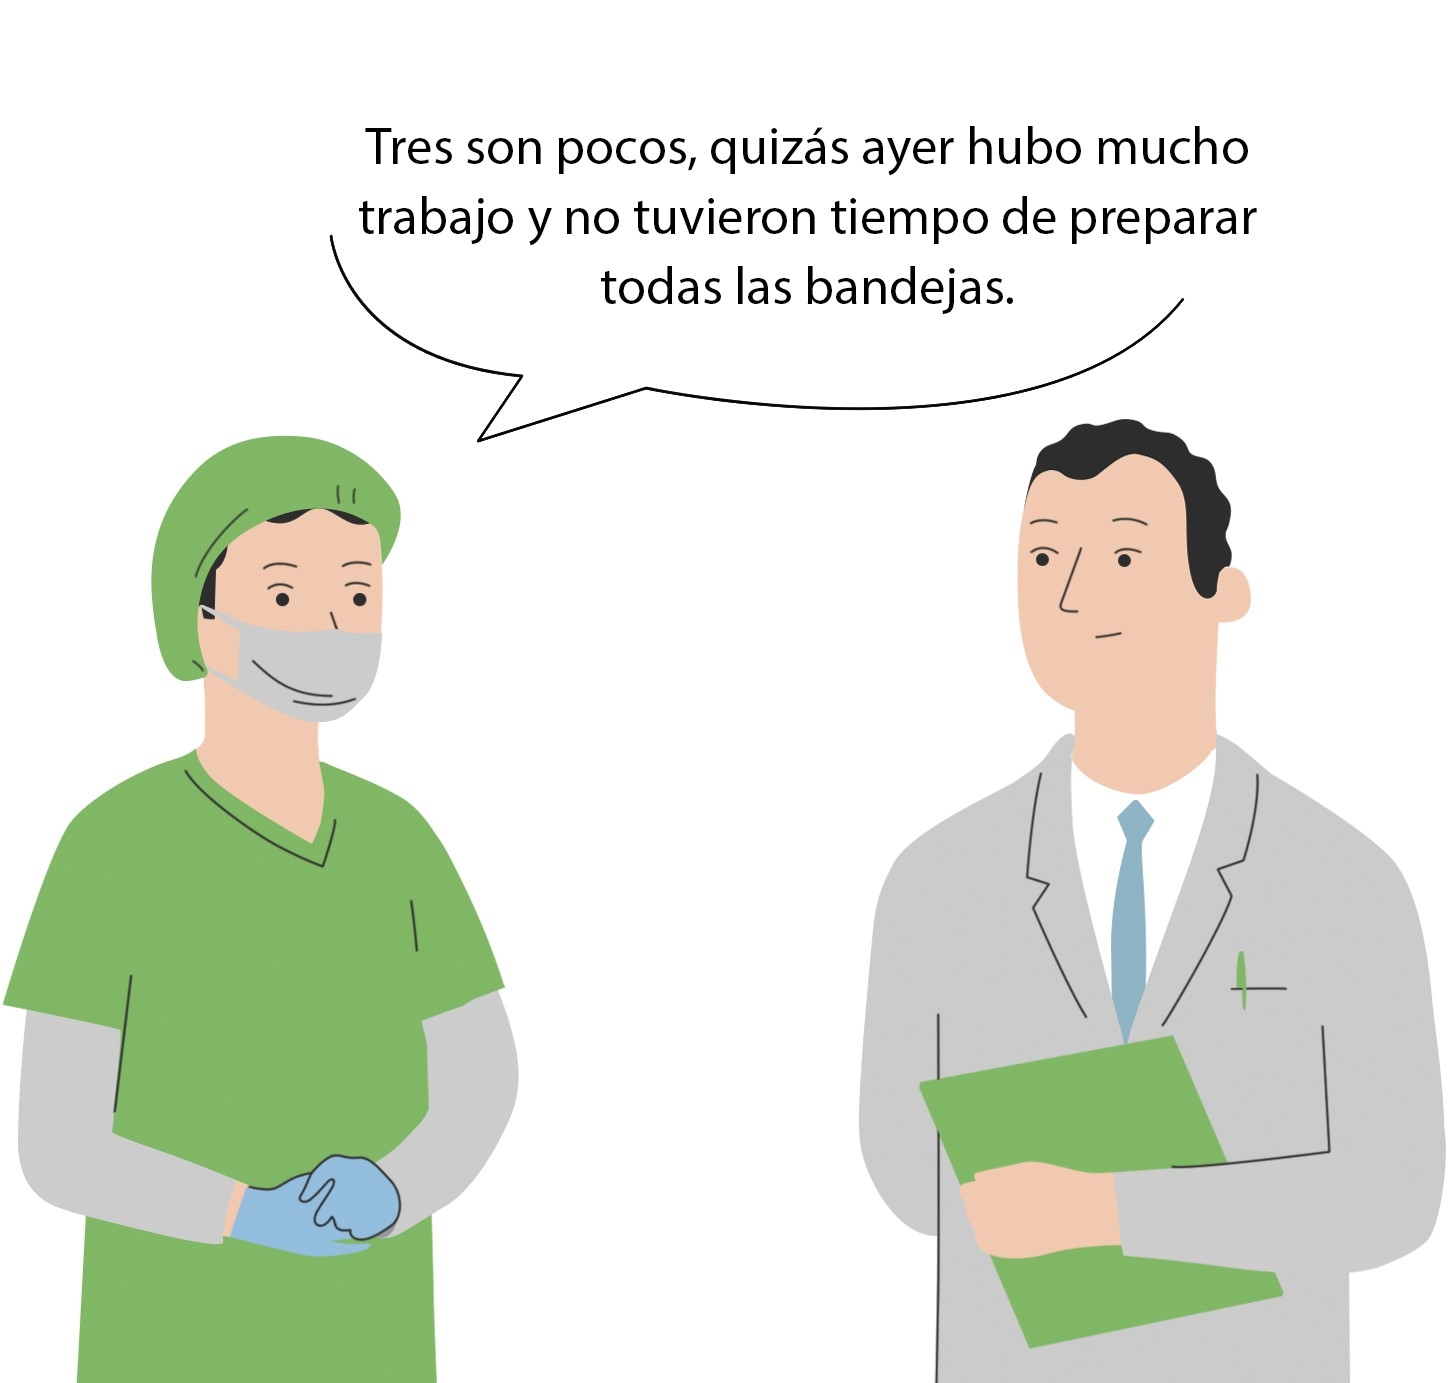 Tres son pocos, quizás ayer hubo mucho
trabajo y no tuvieron tiempo de preparar
todas las bandejas.